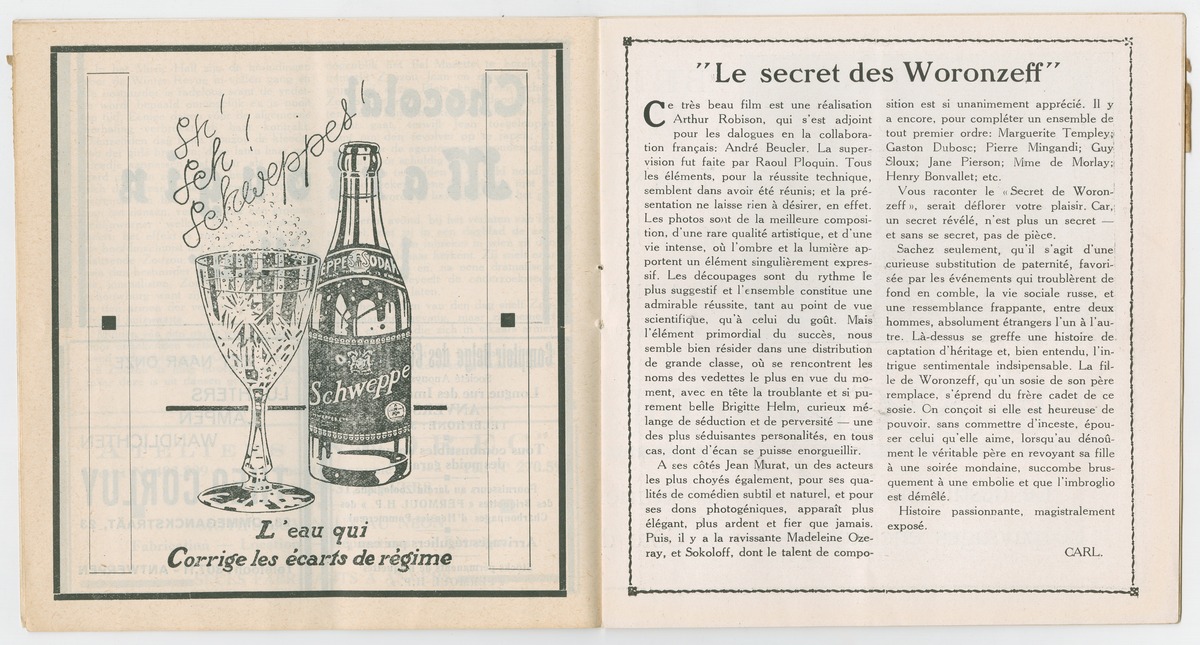 Sch!
Sch!
Schweppes!
EPPES SODA
Schweppe
L'eau qui
Corrige les écarts de régime
"Le secret des Woronzeff"
Ce très beau film est une réalisation
Arthur Robison, qui s'est adjoint
pour les dalogues en la collabora-
tion français: André Beucler. La super-
vision fut faite par Raoul Ploquin. Tous
les éléments, pour la réussite technique,
semblent dans avoir été réunis; et la pré-
sentation ne laisse rien à désirer, en effet.
Les photos sont de la meilleure composi-
tion, d'une rare qualité artistique, et d'une
vie intense, où l'ombre et la lumière ap-
portent un élément singulièrement expres-
sif. Les découpages sont du rythme le
plus suggestif et l'ensemble constitue une
admirable réussite, tant au point de vue
scientifique, qu'à celui du goût. Mais
l'élément primordial du succès, nous
semble bien résider dans une distribution
de grande classe, où se rencontrent les
noms des vedettes le plus en vue du mo-
ment, avec en tête la troublante et si pu-
rement belle Brigitte Helm, curieux mé-
lange de séduction et de perversité — une
des plus séduisantes personalités, en tous
cas, dont d'écan se puisse enorgueillir.
A ses côtés Jean Murat, un des acteurs
les plus choyés également, pour ses qua-
lités de comédien subtil et naturel, et pour
ses dons photogéniques, apparaît plus
élégant, plus ardent et fier que jamais.
Puis, il y a la ravissante Madeleine Oze-
ray, et Sokoloff, dont le talent de compo-
sition est si unanimement apprécié. Il y
a encore, pour compléter un ensemble de
tout premier ordre: Marguerite Templey;
Gaston Dubosc; Pierre Mingandi; Guy
Sloux; Jane Pierson; Mme de Morlay;
Henry Bonvallet; etc.
Vous raconter le «Secret de Woron-
zeff», serait déflorer votre plaisir. Car,
un secret révélé, n'est plus un secret —
et sans se secret, pas de pièce.
Sachez seulement, qu'il s'agit d'une
curieuse substitution de paternité, favori-
sée par les événements qui troublèrent de
fond en comble, la vie sociale russe, et
une ressemblance frappante, entre deux
hommes, absolument étrangers l'un à l'au-
tre. Là-dessus se greffe une histoire de
captation d'héritage et, bien entendu, l'in-
trigue sentimentale indsipensable. La fil-
le de Woronzeff, qu'un sosie de son père
remplace, s'éprend du frère cadet de ce
sosie. On conçoit si elle est heureuse de
pouvoir, sans commettre d'inceste, épou-
ser celui qu'elle aime, lorsqu'au dénoû-
ment le véritable père en revoyant sa fille
à une soirée mondaine, succombe brus-
quement à une embolie et que l'imbroglio
est démêlé.
Histoire passionnante, magistralement
exposé.
CARL.